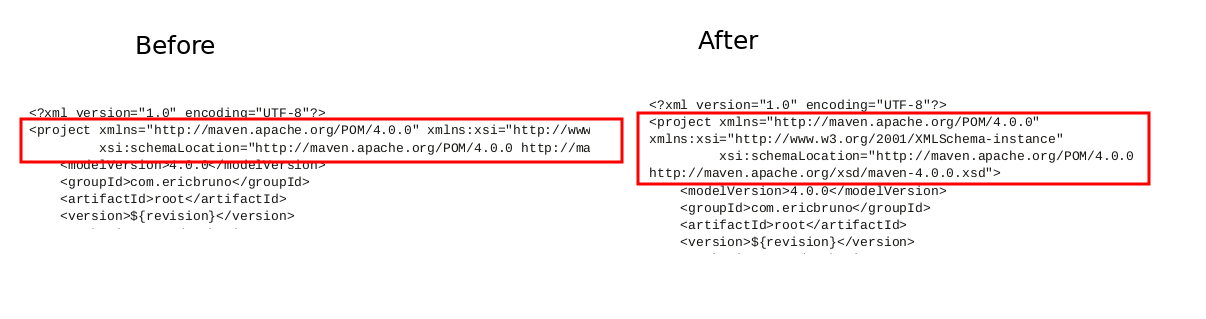 Before
<?xml version="1.0" encoding="UTF-8"?>
<project xmlns="http://maven.apache.org/POM/4.0.0" xmlns:xsi="http://www
xsi:schemaLocation="http://maven.apache.org/POM/4.0.0 http://ma
<modelVersion>4.0.0</modelVersion>
<groupId>com.ericbruno</groupId>
<artifactId>root</artifactId>
<version>${revision}</version>
After
<?xml version="1.0" encoding="UTF-8"?>
<project xmlns="http://maven.apache.org/POM/4.0.0"
xmlns:xsi="http://www.w3.org/2001/XMLSchema-instance"
xsi:schemaLocation="http://maven.apache.org/POM/4.0.0
http://maven.apache.org/xsd/maven-4.0.0.xsd">
<modelVersion>4.0.0</modelVersion>
<groupId>com.ericbruno</groupId>
<artifactId>root</artifactId>
<version>${revision}</version>